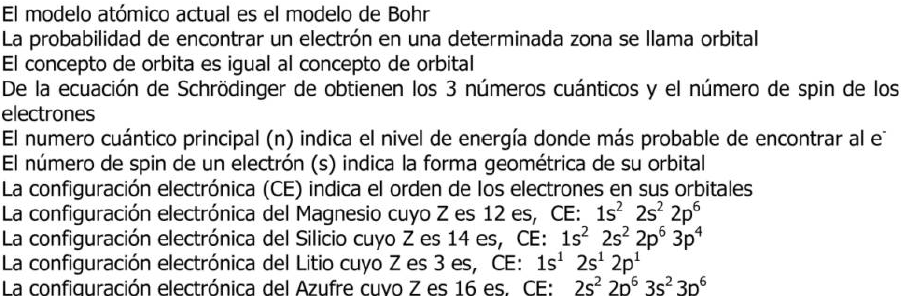 El modelo atómico actual es el modelo de Bohr
La probabilidad de encontrar un electrón en una determinada zona se llama orbital
El concepto de orbita es igual al concepto de orbital
De la ecuación de Schrödinger de obtienen los 3 números cuánticos y el número de spin de los
electrones
El numero cuántico principal (n) indica el nivel de energía donde más probable de encontrar al e⁻
El número de spin de un electrón (s) indica la forma geométrica de su orbital
La configuración electrónica (CE) indica el orden de los electrones en sus orbitales
La configuración electrónica del Magnesio cuyo Z es 12 es, CE: 1s² 2s² 2p⁶
La configuración electrónica del Silicio cuyo Z es 14 es, CE: 1s² 2s² 2p⁶ 3p⁴
La configuración electrónica del Litio cuyo Z es 3 es, CE: 1s¹ 2s¹ 2p¹
La configuración electrónica del Azufre cuyo Z es 16 es, CE: 2s² 2p⁶ 3s² 3p⁶